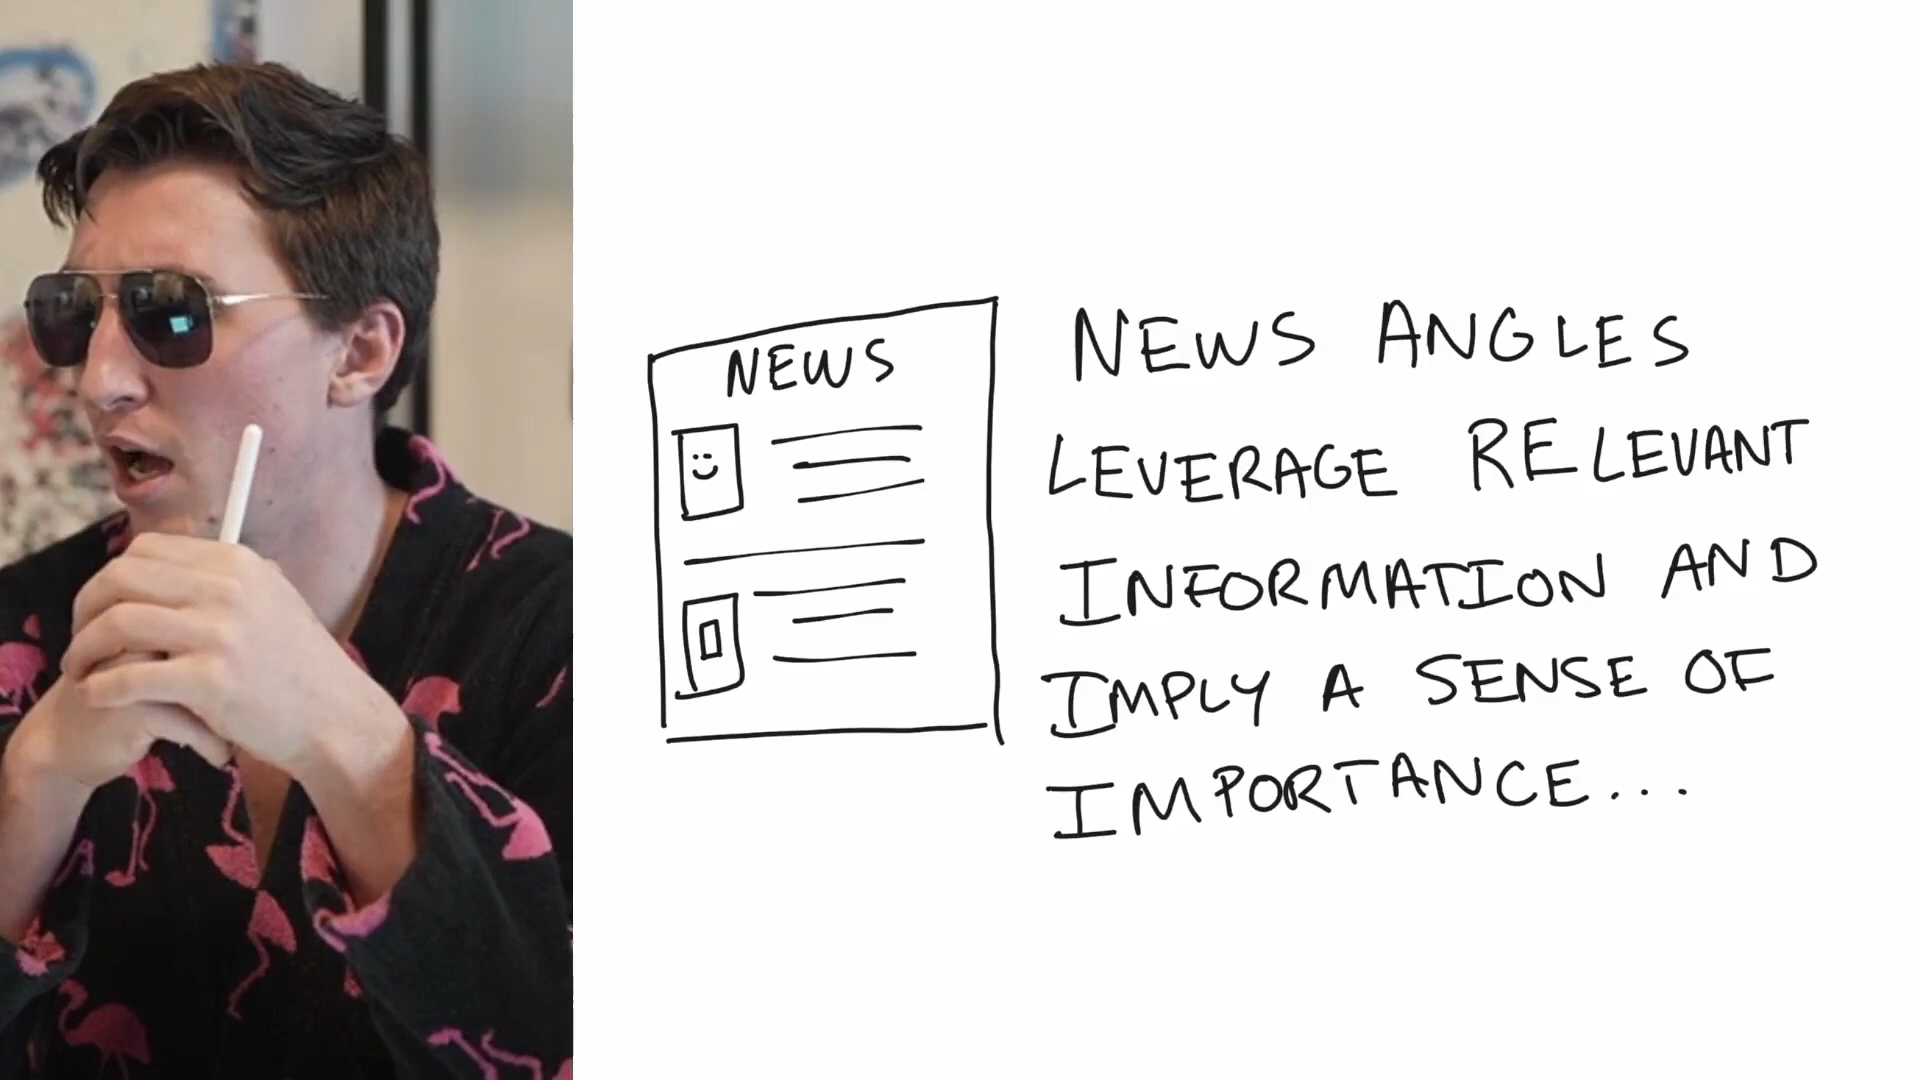 NEWS
NEWS ANGLES
LEVERAGE RELEVANT
INFORMATION AND
IMPLY A SENSE OF
IMPORTANCE...